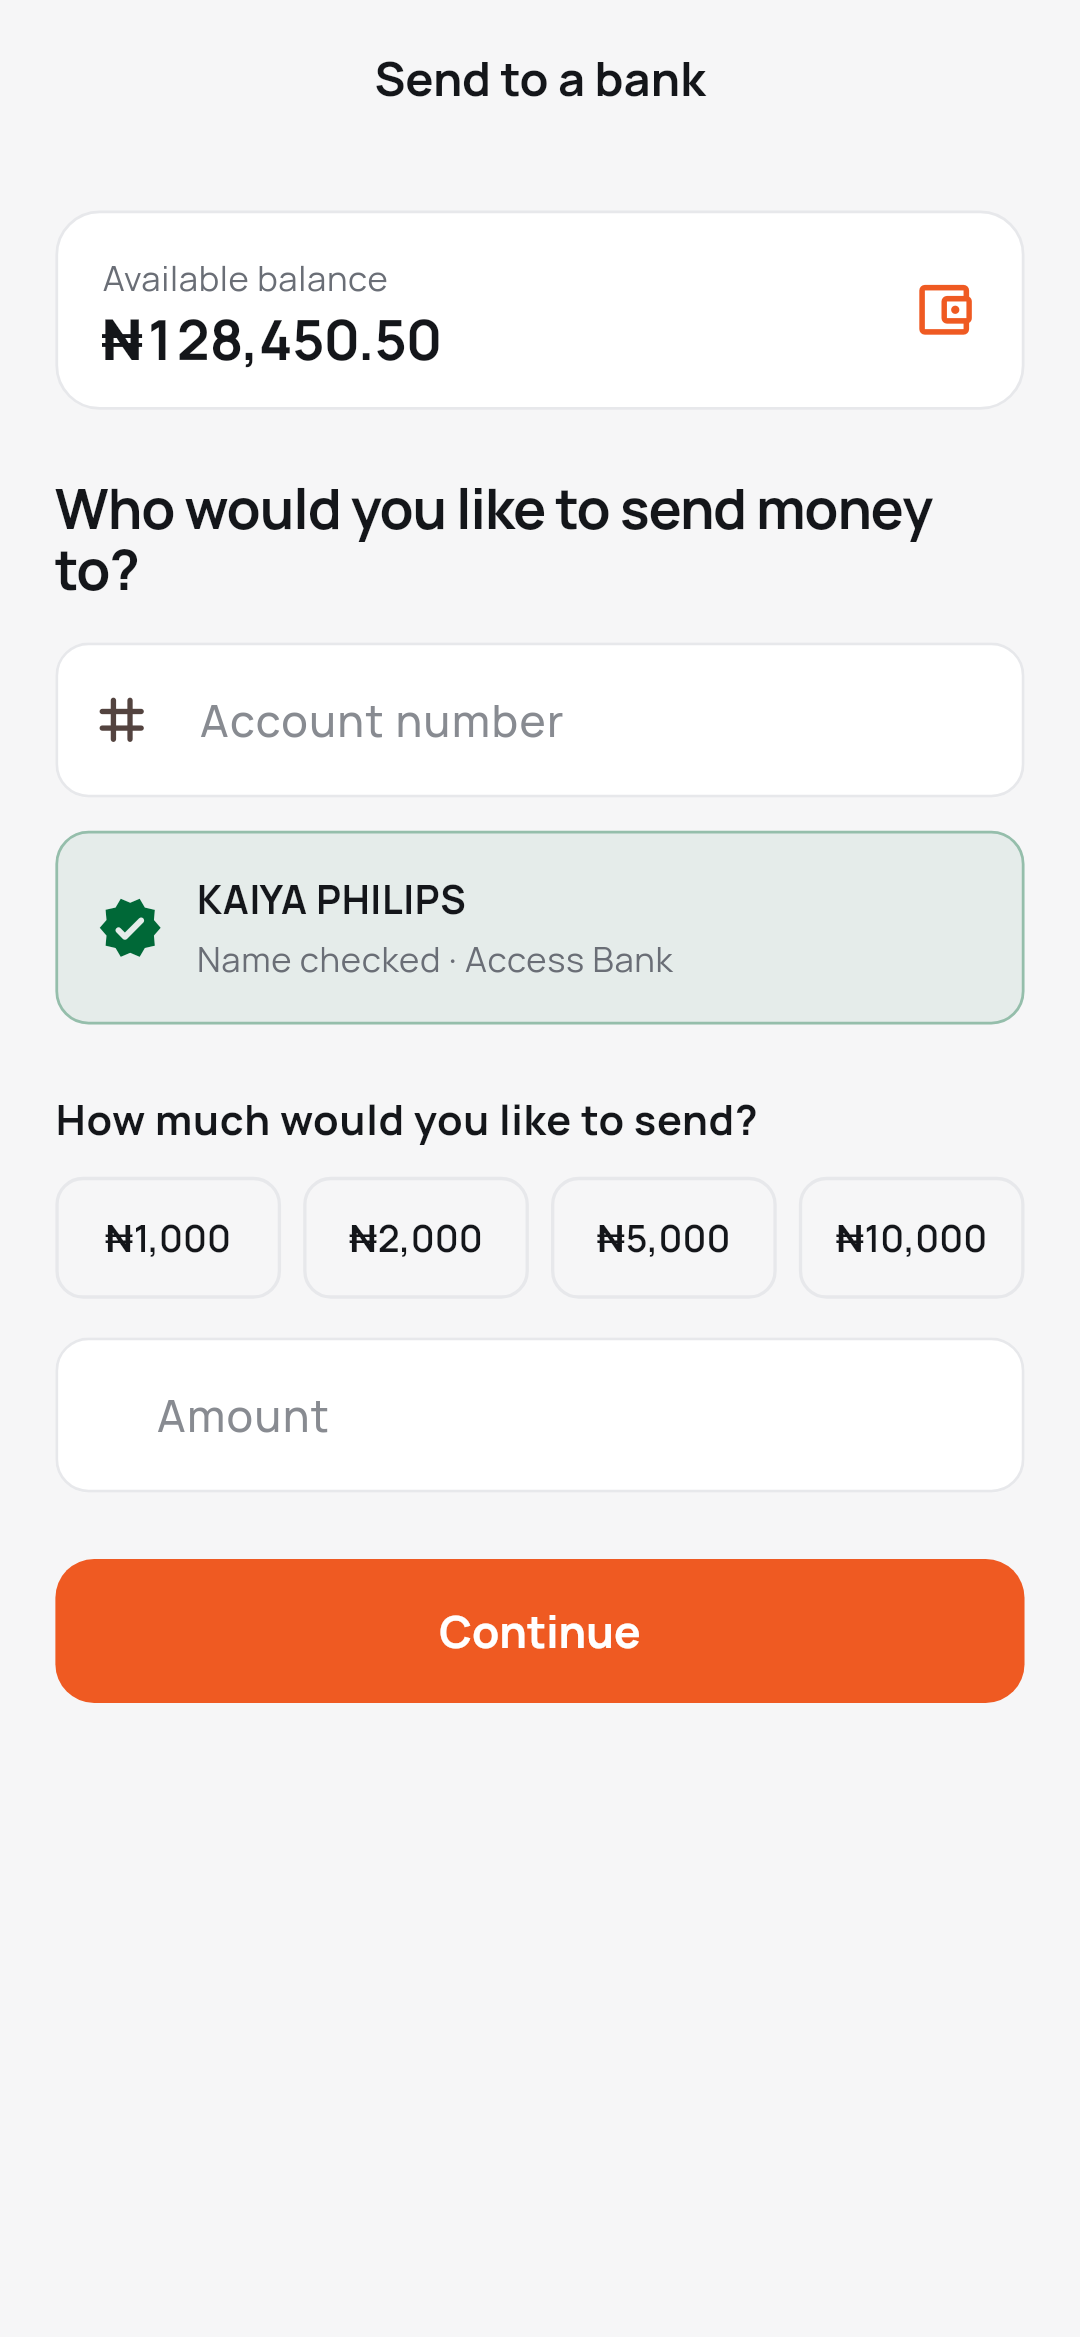 Send to a bank
Available balance
₦128,450.50
Who would you like to send money
to?
Account number
KAIYA PHILIPS
Name checked · Access Bank
How much would you like to send?
₦1,000 ₦2,000 ₦5,000 ₦10,000
Amount
Continue